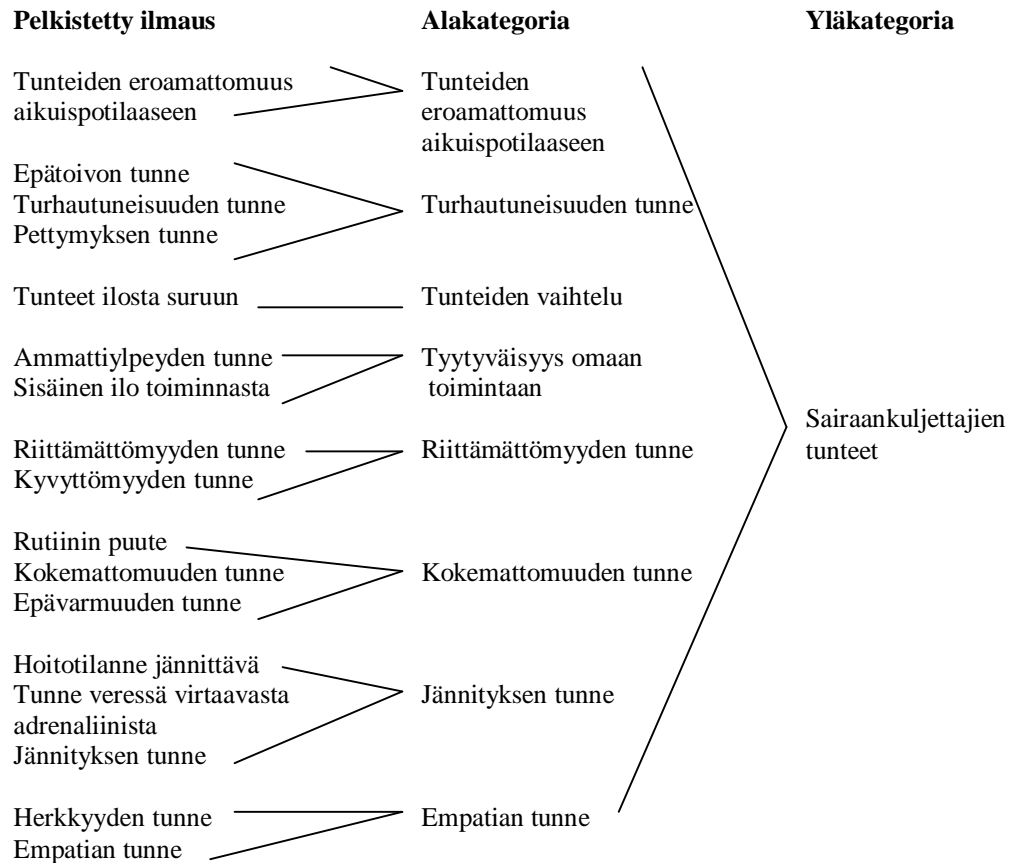 Pelkistetty ilmaus Alakategoria Yläkategoria
Tunteiden eroamattomuus Tunteiden
aikuispotilaaseen eroamattomuus
aikuispotilaaseen
Epätoivon tunne
Turhautuneisuuden tunne Turhautuneisuuden tunne
Pettymyksen tunne
Tunteet ilosta suruun Tunteiden vaihtelu
Ammattiylpeyden tunne Tyytyväisyys omaan
Sisäinen ilo toiminnasta toimintaan
Sairaankuljettajien
tunteet
Riittämättömyyden tunne Riittämättömyyden tunne
Kyvyttömyyden tunne
Rutiinin puute
Kokemattomuuden tunne Kokemattomuuden tunne
Epävarmuuden tunne
Hoitotilanne jännittävä
Tunne veressä virtaavasta Jännityksen tunne
adrenaliinista
Jännityksen tunne
Herkkyyden tunne Empatian tunne
Empatian tunne